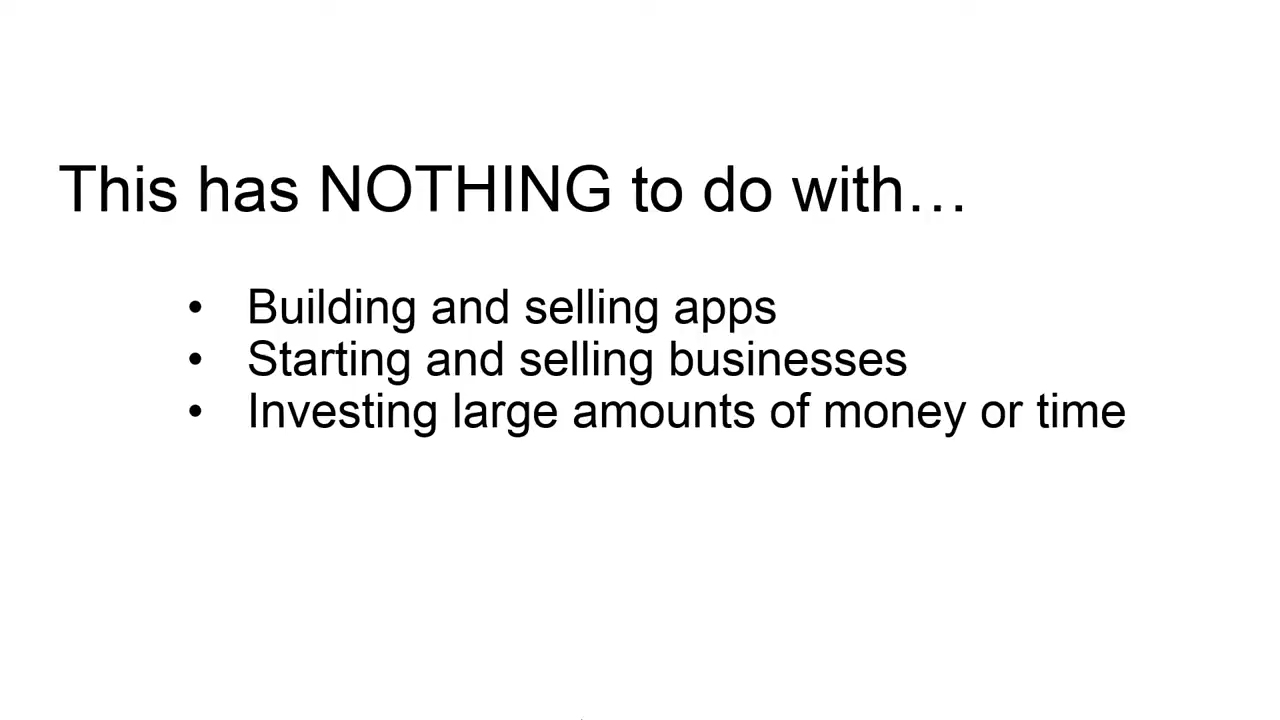 This has NOTHING to do with…
• Building and selling apps
• Starting and selling businesses
• Investing large amounts of money or time